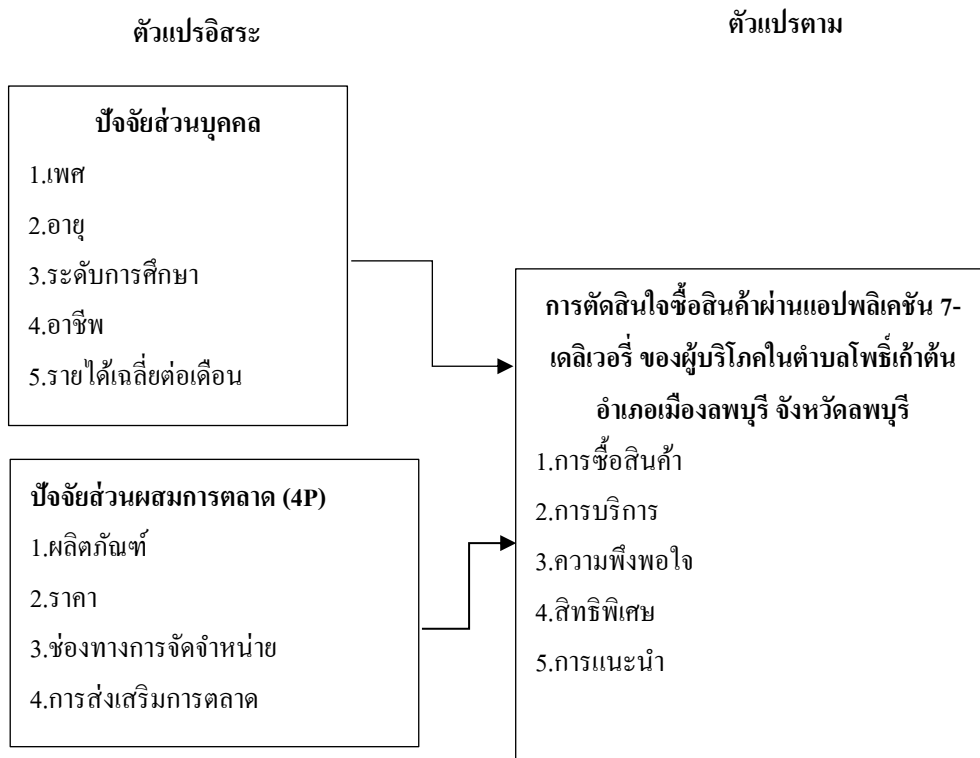 ตัวแปรอิสระ
ตัวแปรตาม
ปัจจัยส่วนบุคคล
1.เพศ
2.อายุ
3.ระดับการศึกษา
4.อาชีพ
5.รายได้เฉลี่ยต่อเดือน
ปัจจัยส่วนผสมการตลาด (4P)
1.ผลิตภัณฑ์
2.ราคา
3.ช่องทางการจัดจำหน่าย
4.การส่งเสริมการตลาด
การตัดสินใจซื้อสินค้าผ่านแอปพลิเคชัน 7-
เดลิเวอรี่ ของผู้บริโภคในตำบลโพธิ์เก้าต้น
อำเภอเมืองลพบุรี จังหวัดลพบุรี
1.การซื้อสินค้า
2.การบริการ
3.ความพึงพอใจ
4.สิทธิพิเศษ
5.การแนะนำ